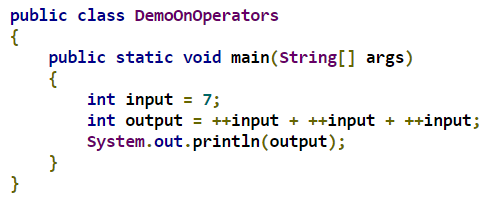 public class DemoOnOperators
{
    public static void main(String[] args)
    {
        int input = 7;
        int output = ++input + ++input + ++input;
        System.out.println(output);
    }
}